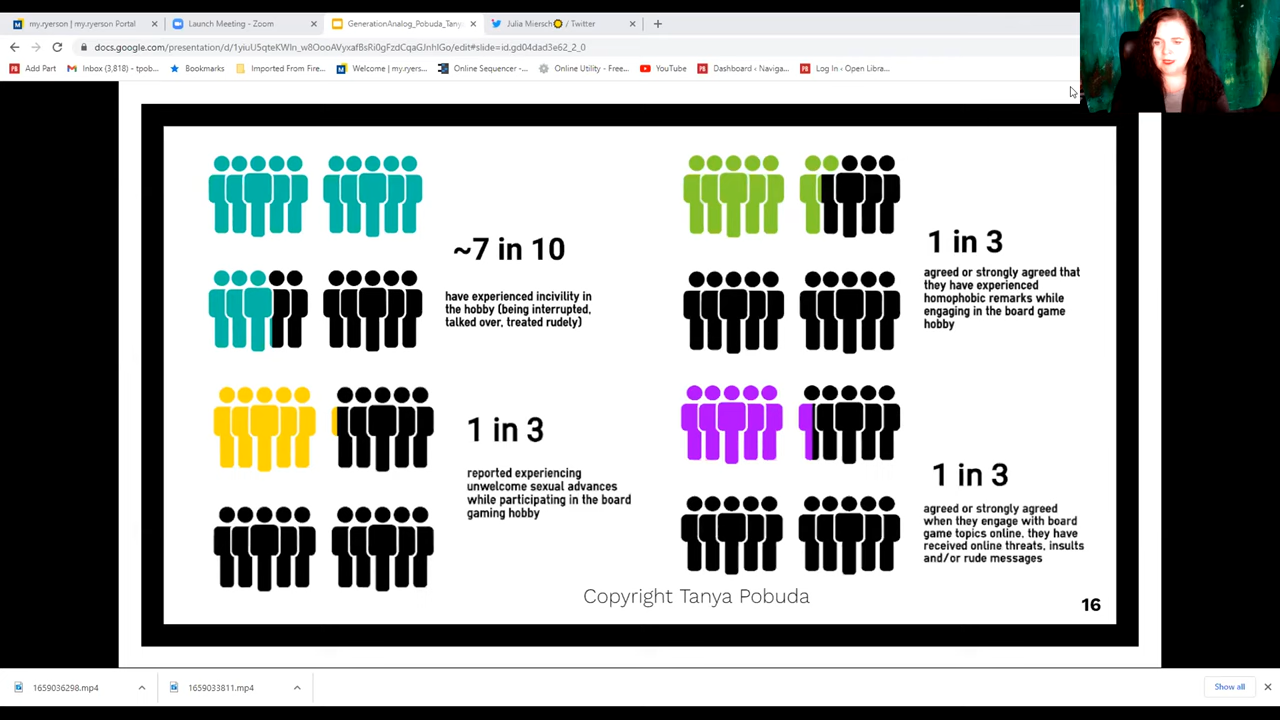 my.ryerson | my.ryerson Portal
Launch Meeting - Zoom
GenerationAnalog_Pobuda_Tany
Julia Miersch / Twitter
docs.google.com/presentation/d/1yiuU5qteKWIn_w8OooAVyxafBsRi0gFzdCqaGJnhlGo/edit#slide=id.gd04dad3e62_2_0
Add Part
Inbox (3,818) - tpob...
Bookmarks
Imported From Fire...
Welcome | my.ryers...
Online Sequencer -...
Online Utility - Free...
YouTube
Dashboard ‹ Naviga...
Log In ‹ Open Libra...
~7 in 10
have experienced incivility in
the hobby (being interrupted,
talked over, treated rudely)
1 in 3
agreed or strongly agreed that
they have experienced
homophobic remarks while
engaging in the board game
hobby
1 in 3
reported experiencing
unwelcome sexual advances
while participating in the board
gaming hobby
1 in 3
agreed or strongly agreed
when they engage with board
game topics online, they have
received online threats, insults
and/or rude messages
Copyright Tanya Pobuda
16
1659036298.mp4
1659033811.mp4
Show all